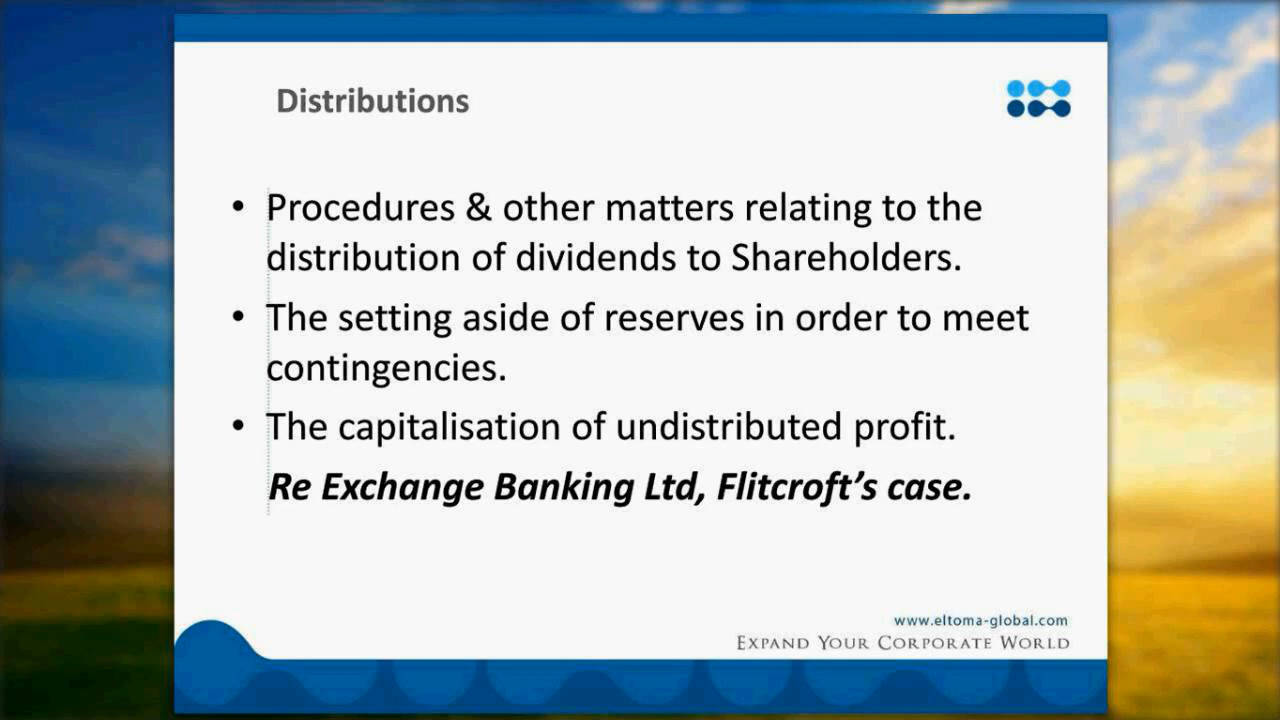 Distributions
• Procedures & other matters relating to the
distribution of dividends to Shareholders.
• The setting aside of reserves in order to meet
contingencies.
• The capitalisation of undistributed profit.
Re Exchange Banking Ltd, Flitcroft’s case.
www.eltoma-global.com
Expand Your Corporate World